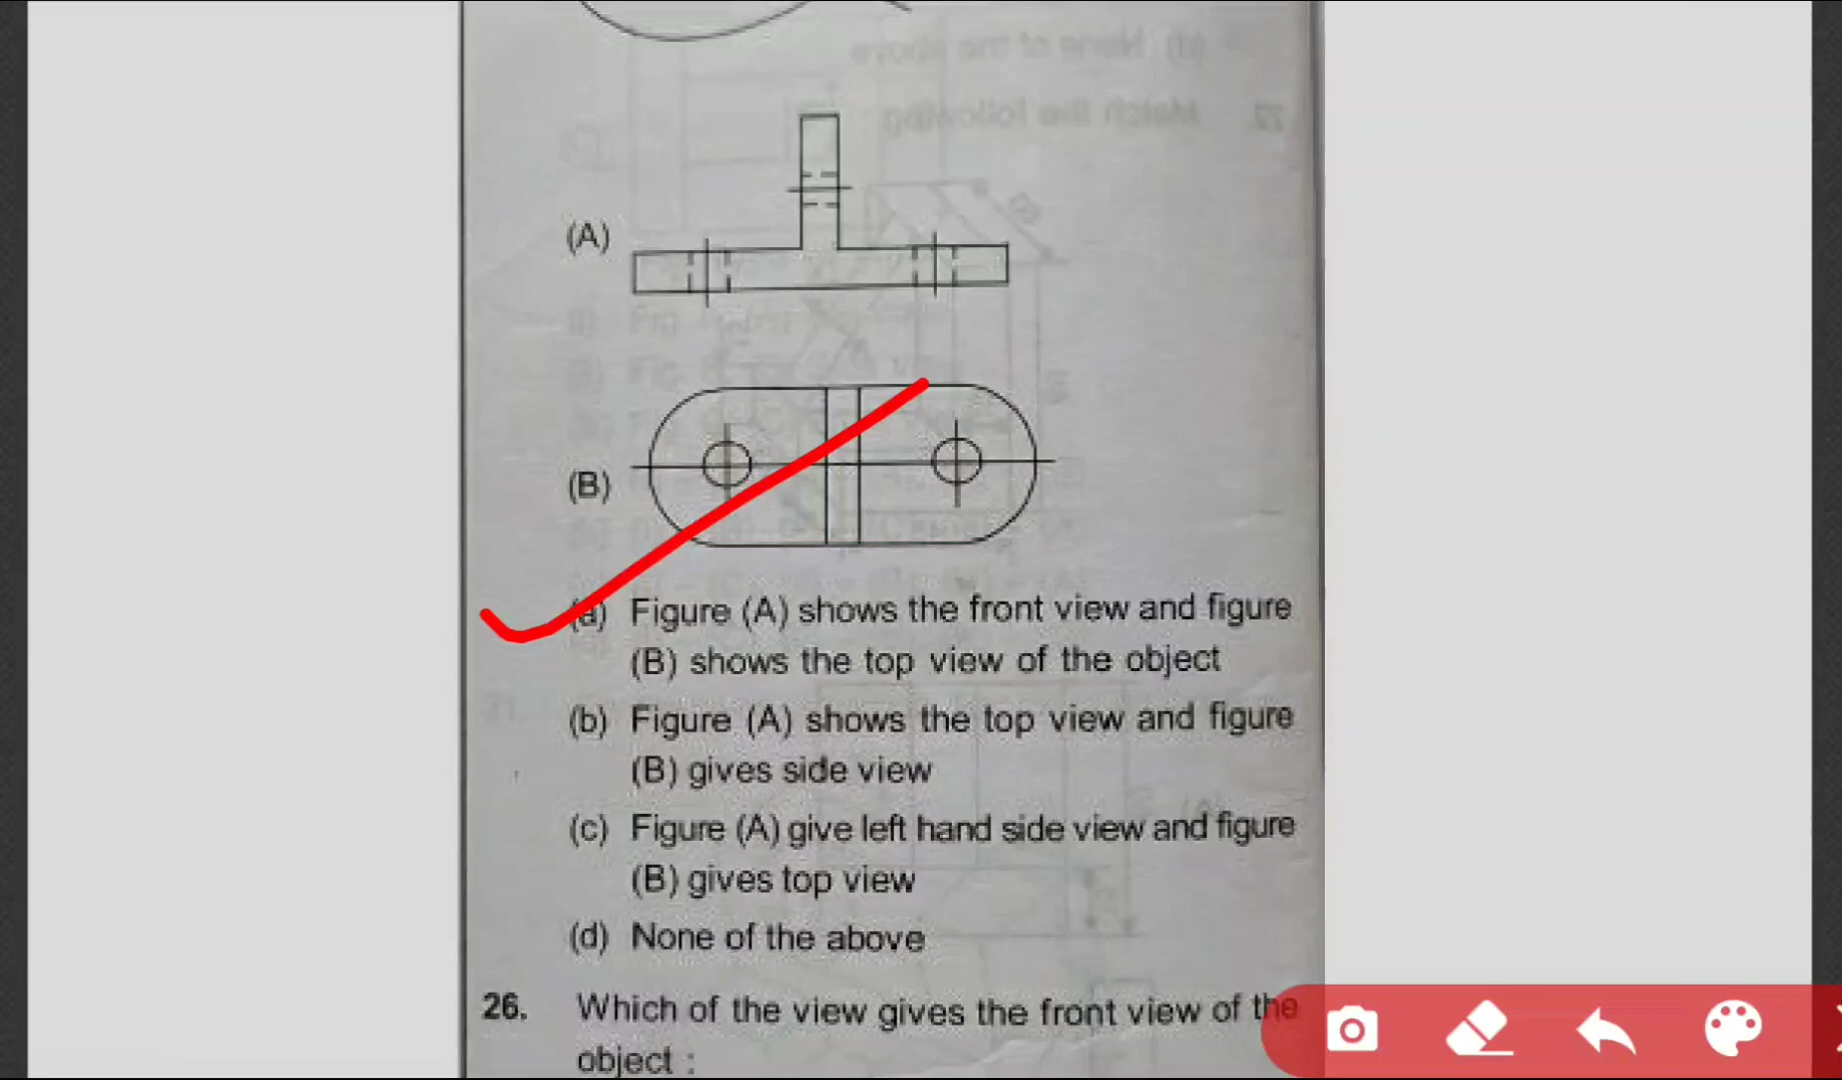 (A)
(B)
(a) Figure (A) shows the front view and figure
(B) shows the top view of the object
(b) Figure (A) shows the top view and figure
(B) gives side view
(c) Figure (A) give left hand side view and figure
(B) gives top view
(d) None of the above
26. Which of the view gives the front view of the
object :